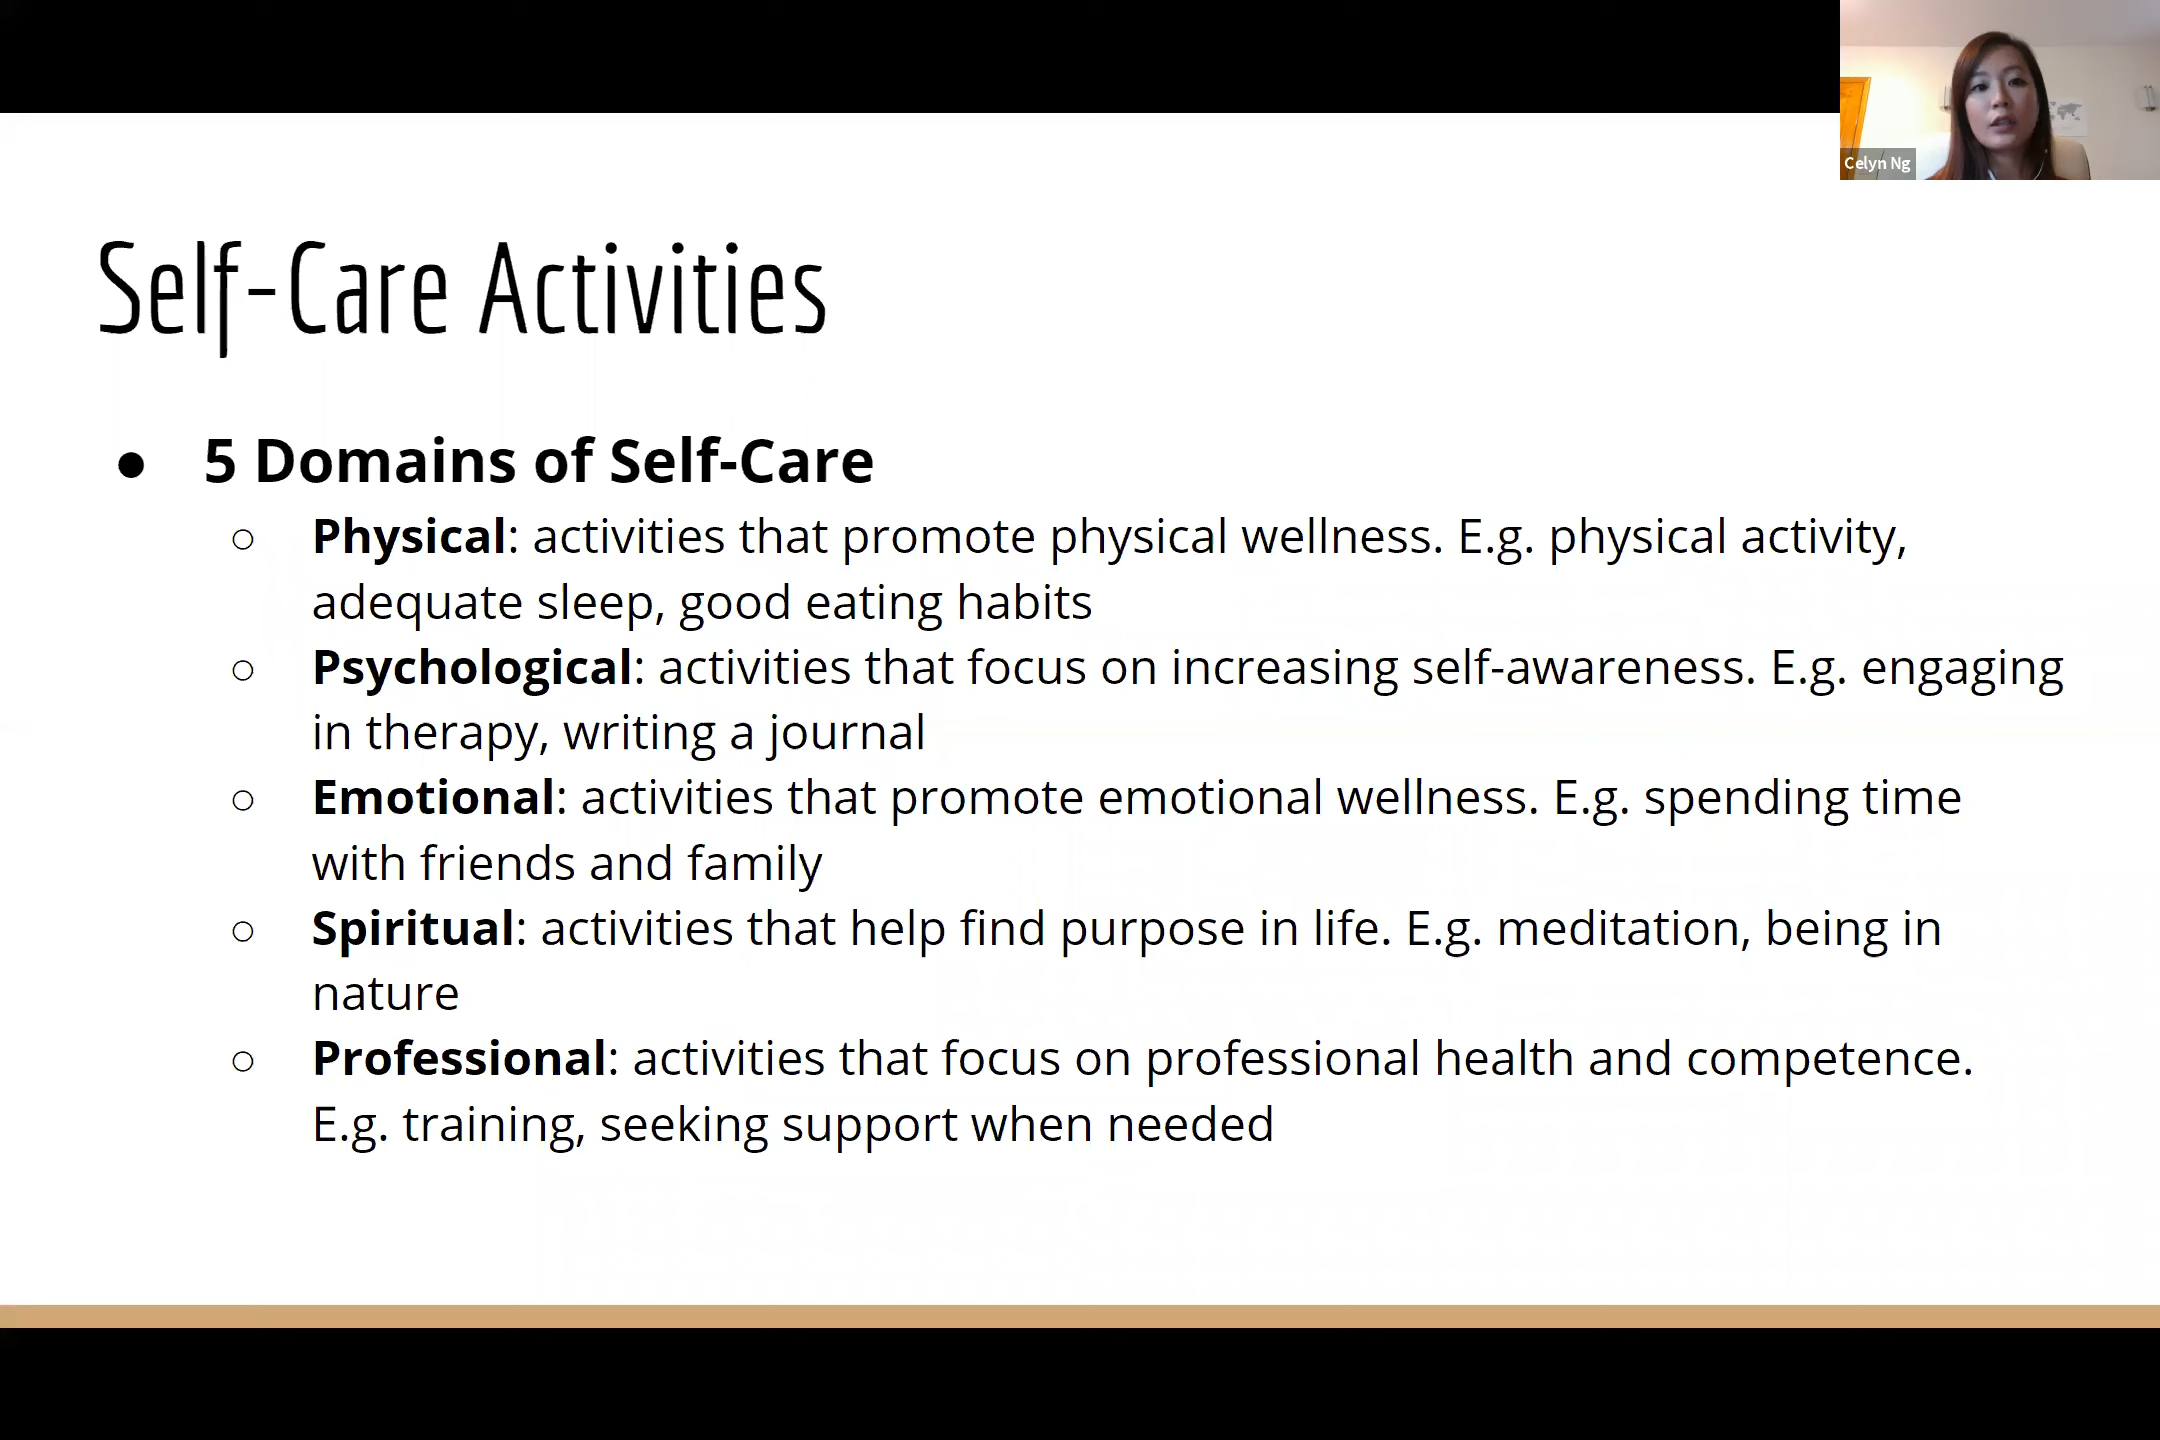 Celyn Ng
Self-Care Activities
● 5 Domains of Self-Care
○ Physical: activities that promote physical wellness. E.g. physical activity,
adequate sleep, good eating habits
○ Psychological: activities that focus on increasing self-awareness. E.g. engaging
in therapy, writing a journal
○ Emotional: activities that promote emotional wellness. E.g. spending time
with friends and family
○ Spiritual: activities that help find purpose in life. E.g. meditation, being in
nature
○ Professional: activities that focus on professional health and competence.
E.g. training, seeking support when needed